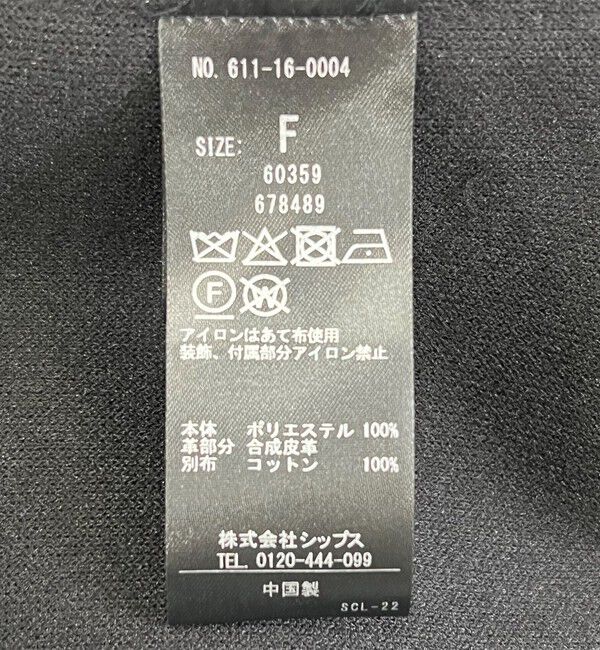 NO. 611-16-0004
SIZE: F
60359
678489
F W
アイロンはあて布使用
装飾、付属部分アイロン禁止
本体 ポリエステル 100%
革部分 合成皮革
別布 コットン 100%
株式会社シップス
TEL. 0120-444-099
中国製
SCL-22